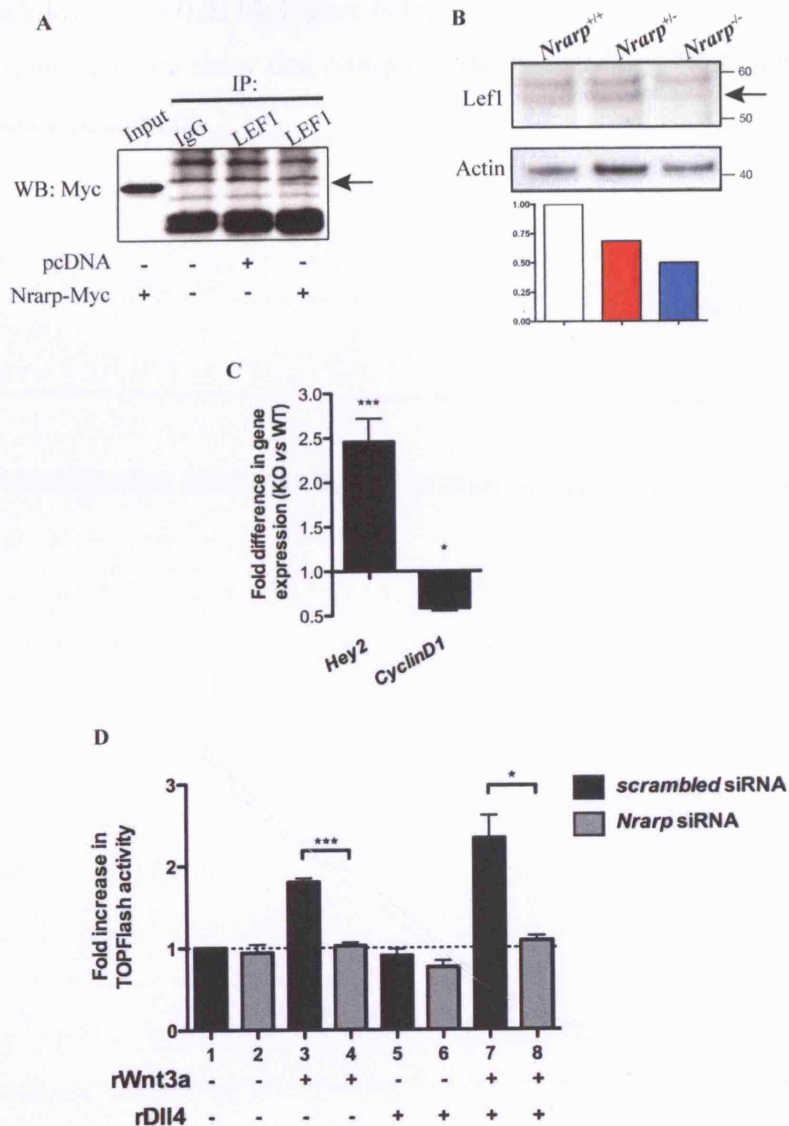 A
IP:
Input IgG LEF1 LEF1
WB: Myc
pcDNA - - + -
Nrarp-Myc + - - +
B
Nrarp+/+ Nrarp+/- Nrarp-/-
Lef1
60
50
Actin
40
1.00
0.75
0.50
0.25
0.00
C
Fold difference in gene
expression (KO vs WT)
3.0
2.5
2.0
1.5
1.0
0.5
***
*
Hey2
CyclinD1
D
Fold increase in
TOPFlash activity
3
2
1
0
***
*
scrambled siRNA
Nrarp siRNA
1 2 3 4 5 6 7 8
rWnt3a - - + + - - + +
rDll4 - - - - + + + +